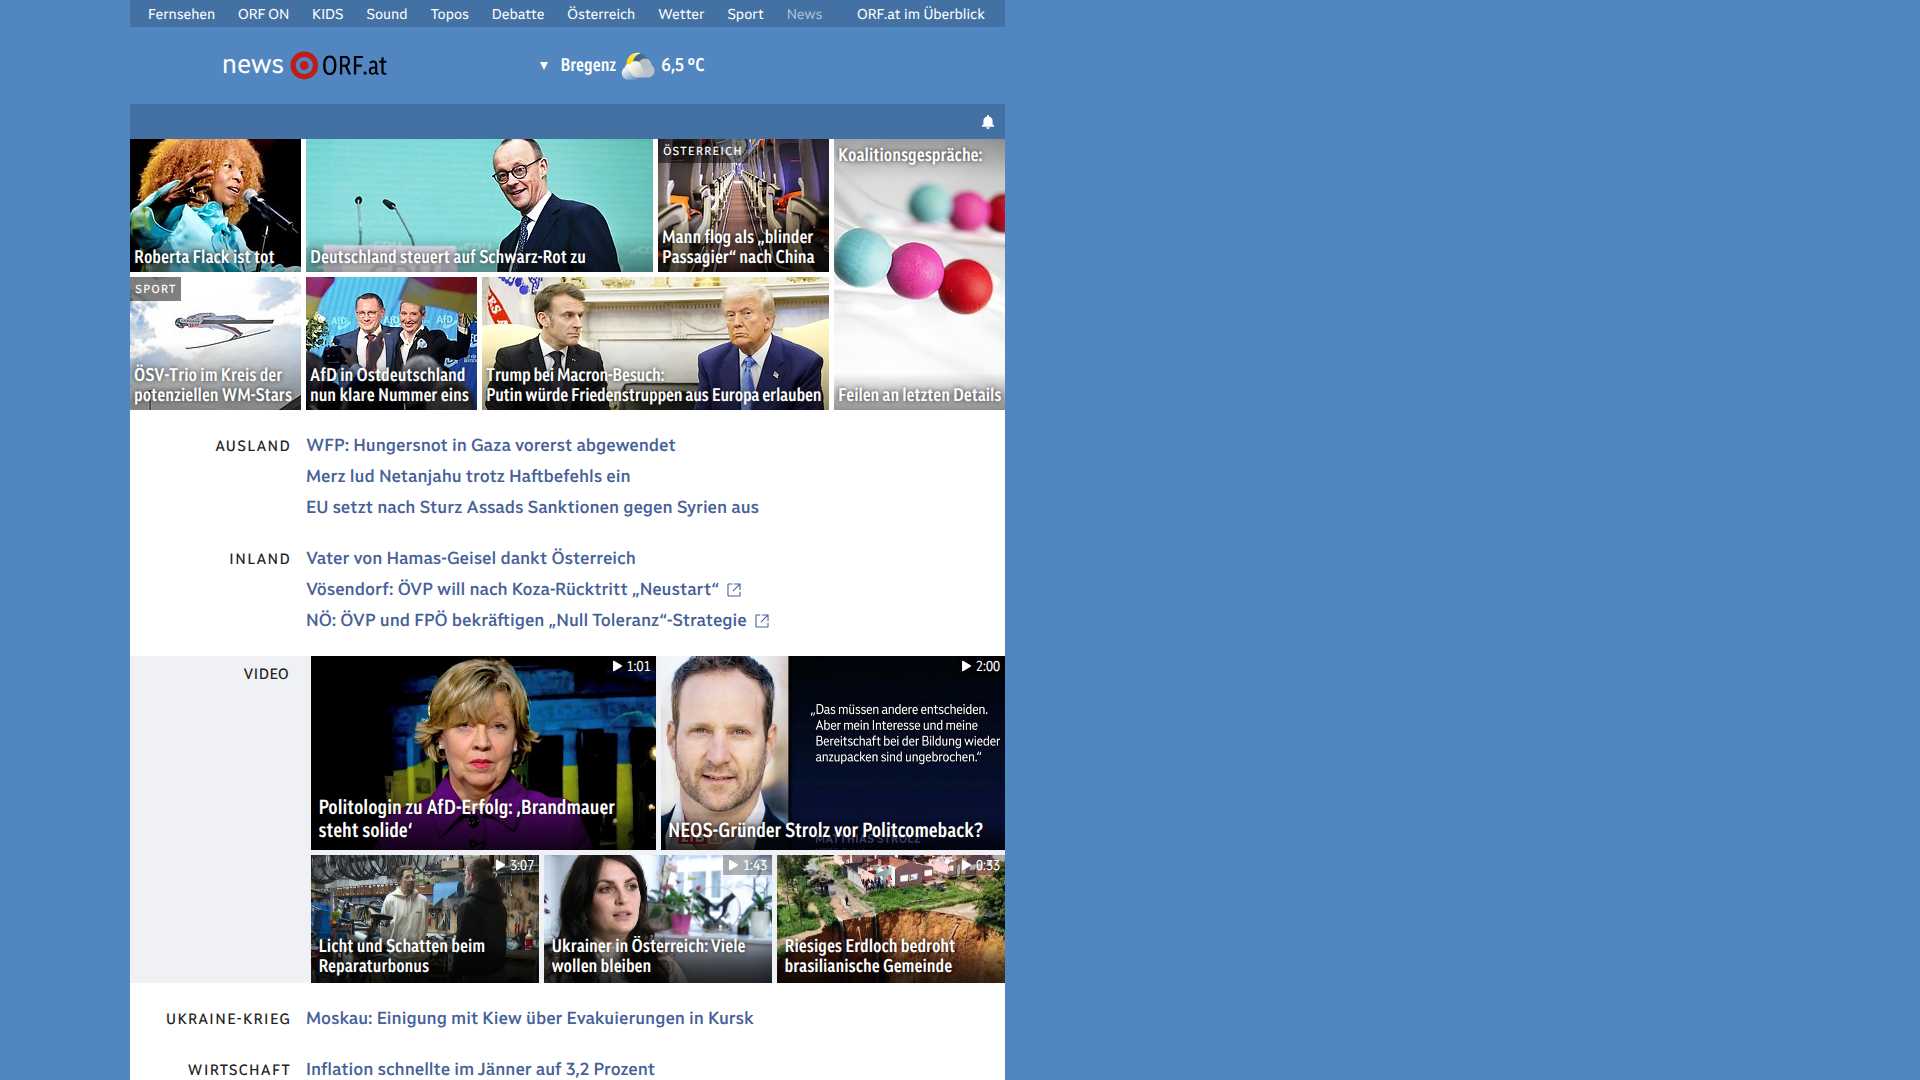 Fernsehen ORF ON KIDS Sound Topos Debatte Österreich Wetter Sport News ORF.at im Überblick
news ORF.at
▼ Bregenz 6,5 °C
Roberta Flack ist tot
Deutschland steuert auf Schwarz-Rot zu
ÖSTERREICH
Mann flog als „blinder
Passagier“ nach China
Koalitionsgespräche:
Feilen an letzten Details
SPORT
ÖSV-Trio im Kreis der
potenziellen WM-Stars
AfD in Ostdeutschland
nun klare Nummer eins
Trump bei Macron-Besuch:
Putin würde Friedenstruppen aus Europa erlauben
AUSLAND
WFP: Hungersnot in Gaza vorerst abgewendet
Merz lud Netanjahu trotz Haftbefehls ein
EU setzt nach Sturz Assads Sanktionen gegen Syrien aus
INLAND
Vater von Hamas-Geisel dankt Österreich
Vösendorf: ÖVP will nach Koza-Rücktritt „Neustart“
NÖ: ÖVP und FPÖ bekräftigen „Null Toleranz“-Strategie
VIDEO
1:01
Politologin zu AfD-Erfolg: ‚Brandmauer
steht solide‘
2:00
„Das müssen andere entscheiden.
Aber mein Interesse und meine
Bereitschaft bei der Bildung wieder
anzupacken sind ungebrochen.“
NEOS-Gründer Strolz vor Politcomeback?
MATTHIAS STROLZ
3:07
Licht und Schatten beim
Reparaturbonus
1:43
Ukrainer in Österreich: Viele
wollen bleiben
0:33
Riesiges Erdloch bedroht
brasilianische Gemeinde
UKRAINE-KRIEG
Moskau: Einigung mit Kiew über Evakuierungen in Kursk
WIRTSCHAFT
Inflation schnellte im Jänner auf 3,2 Prozent